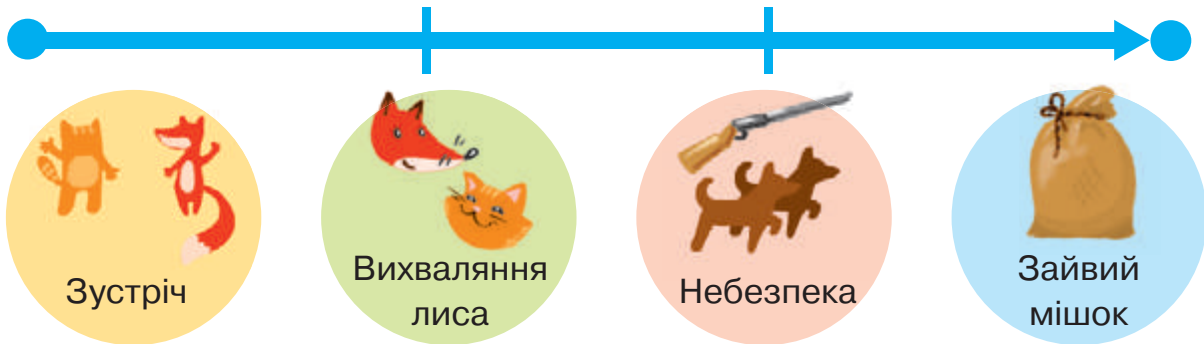 Зустріч
Вихваляння
лиса
Небезпека
Зайвий
мішок